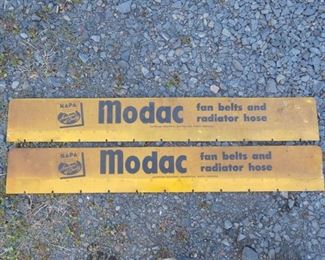 NAPA
Modac
fan belts and
radiator hose
NAPA
Modac
fan belts and
radiator hose